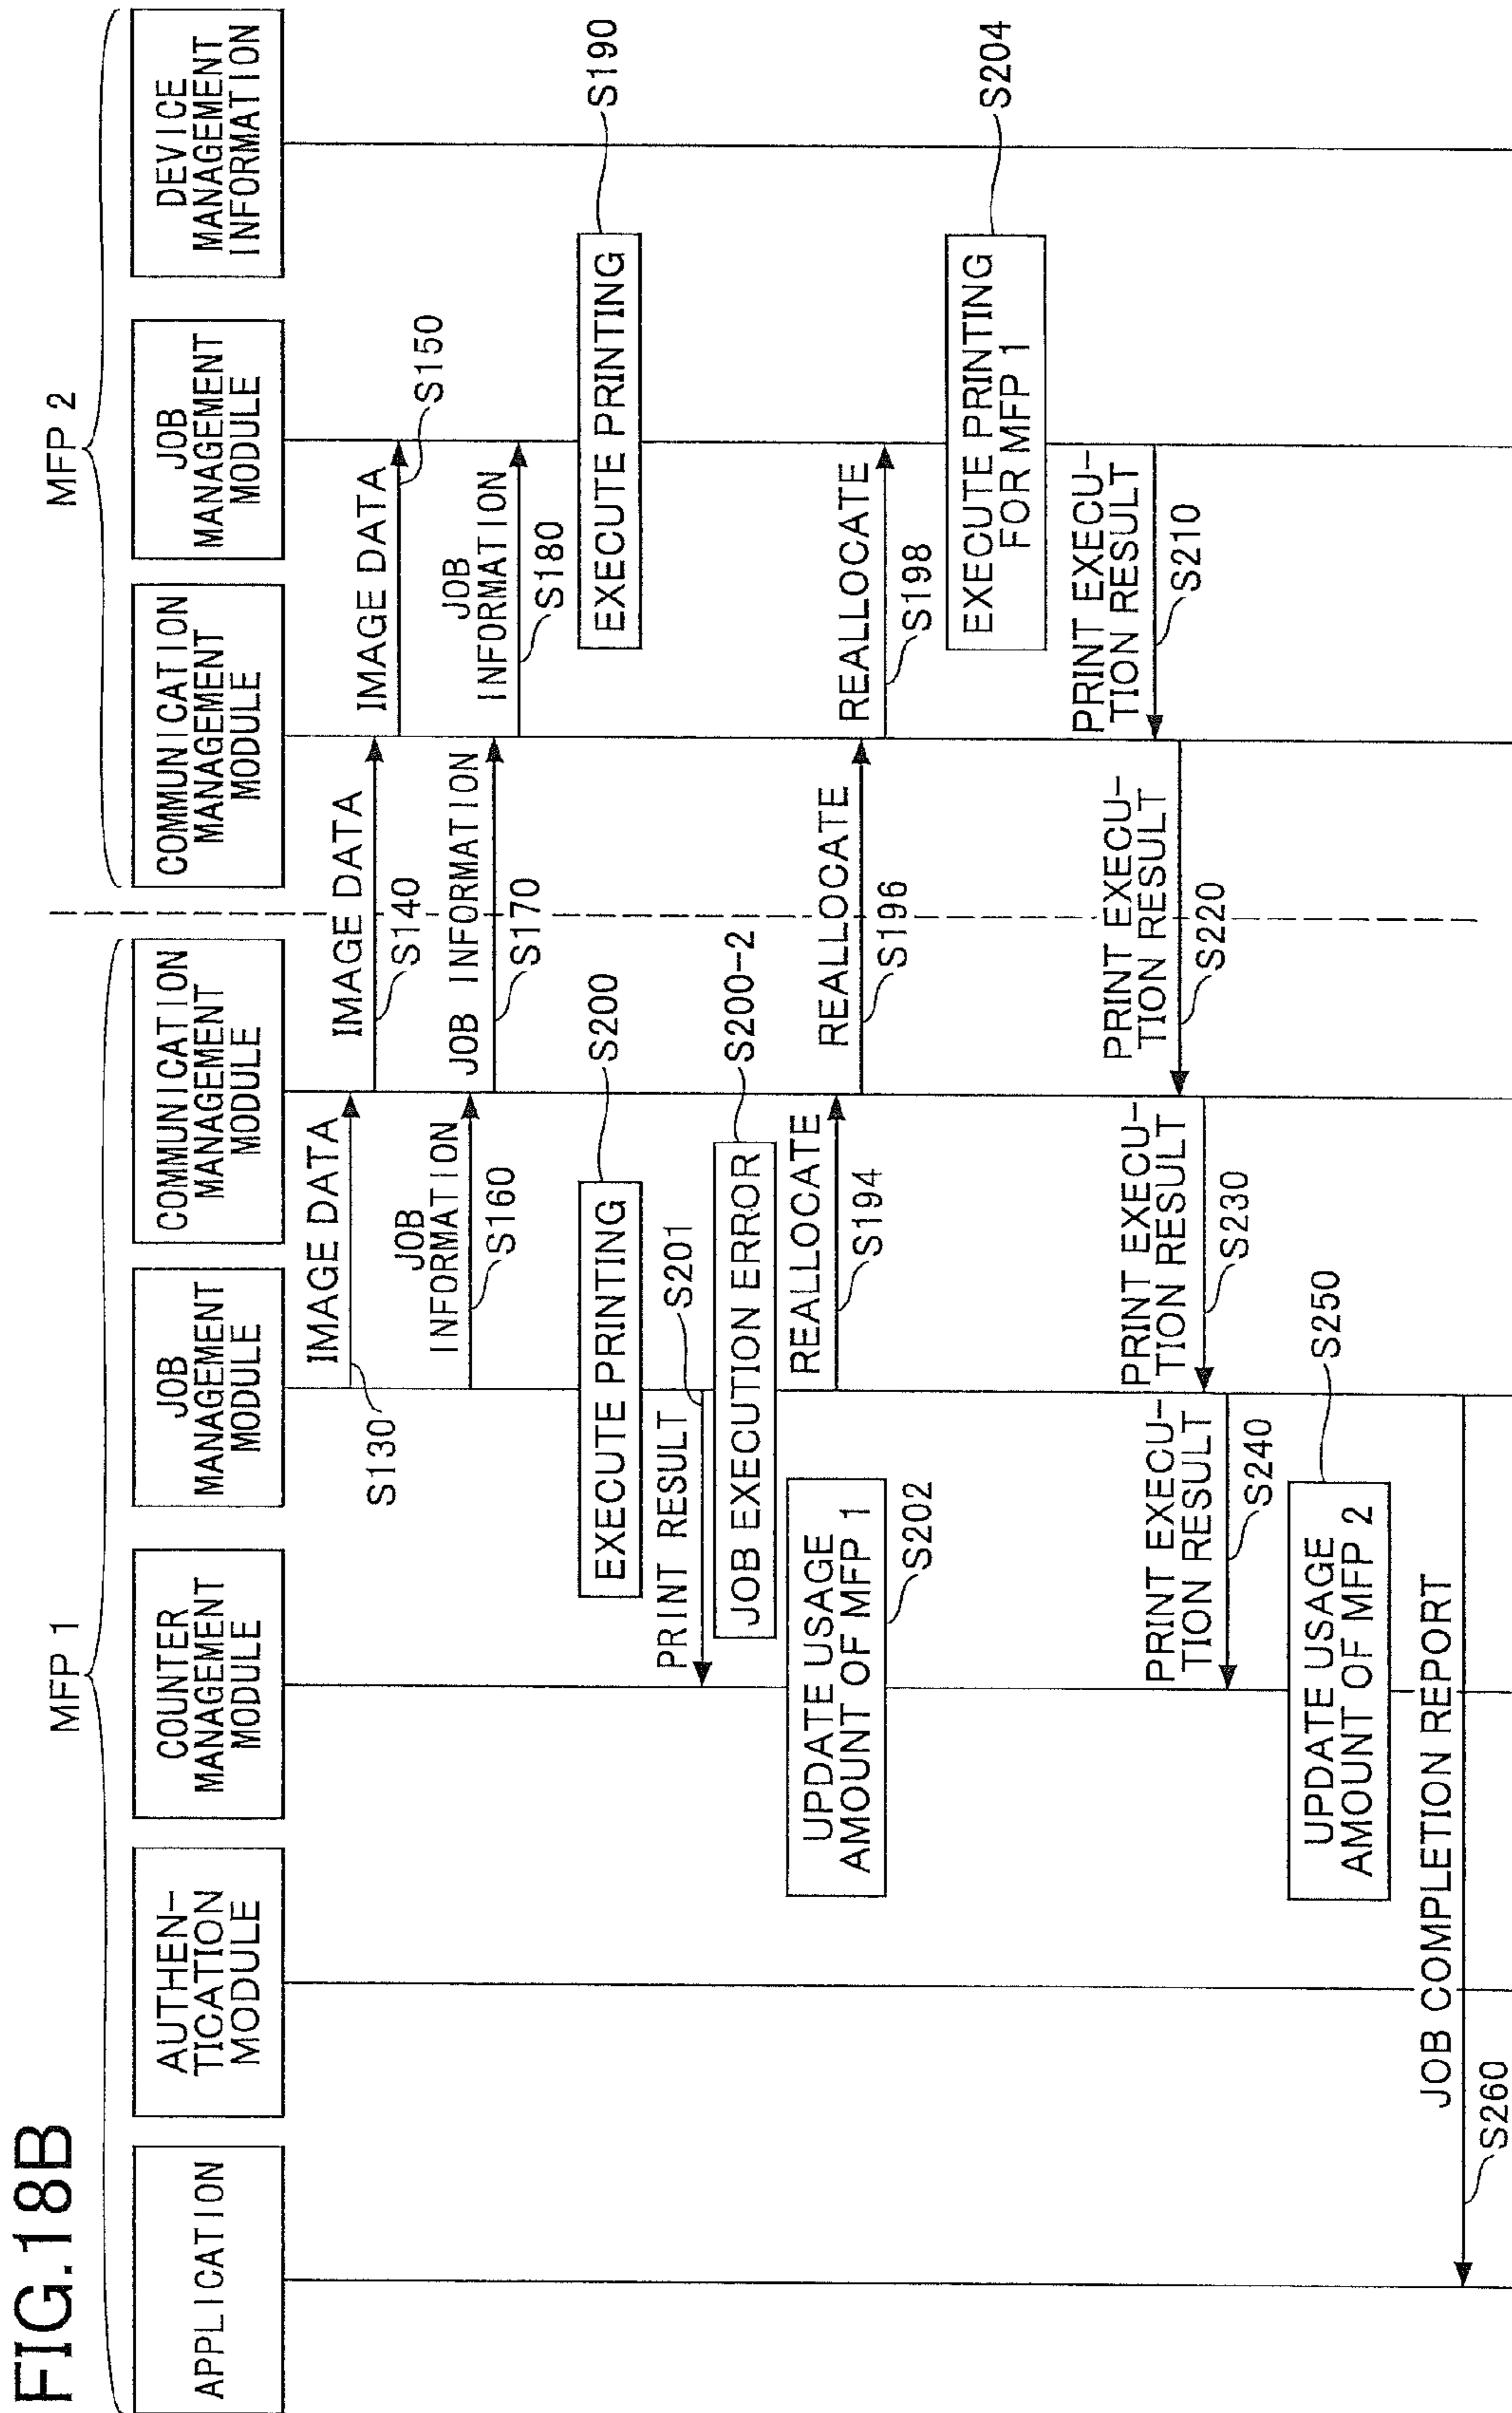 FIG.18B
MFP 1
MFP 2
APPLICATION
AUTHEN-
TICATION
MODULE
COUNTER
MANAGEMENT
MODULE
JOB
MANAGEMENT
MODULE
COMMUNICATION
MANAGEMENT
MODULE
COMMUNICATION
MANAGEMENT
MODULE
JOB
MANAGEMENT
MODULE
DEVICE
MANAGEMENT
INFORMATION
IMAGE DATA
S130
IMAGE DATA
S140
IMAGE DATA
S150
JOB
INFORMATION
S160
JOB INFORMATION
S170
JOB
INFORMATION
S180
EXECUTE PRINTING
S200
EXECUTE PRINTING
S190
PRINT RESULT
S201
JOB EXECUTION ERROR
S200-2
UPDATE USAGE
AMOUNT OF MFP 1
S202
REALLOCATE
S194
REALLOCATE
S196
REALLOCATE
S198
EXECUTE PRINTING
FOR MFP 1
S204
PRINT EXECU-
TION RESULT
S210
PRINT EXECU-
TION RESULT
S220
PRINT EXECU-
TION RESULT
S230
PRINT EXECU-
TION RESULT
S240
UPDATE USAGE
AMOUNT OF MFP 2
S250
JOB COMPLETION REPORT
S260